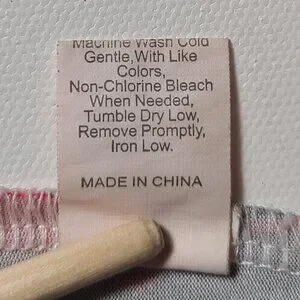 Machine Wash Cold
Gentle,With Like
Colors,
Non-Chlorine Bleach
When Needed,
Tumble Dry Low,
Remove Promptly,
Iron Low.
MADE IN CHINA